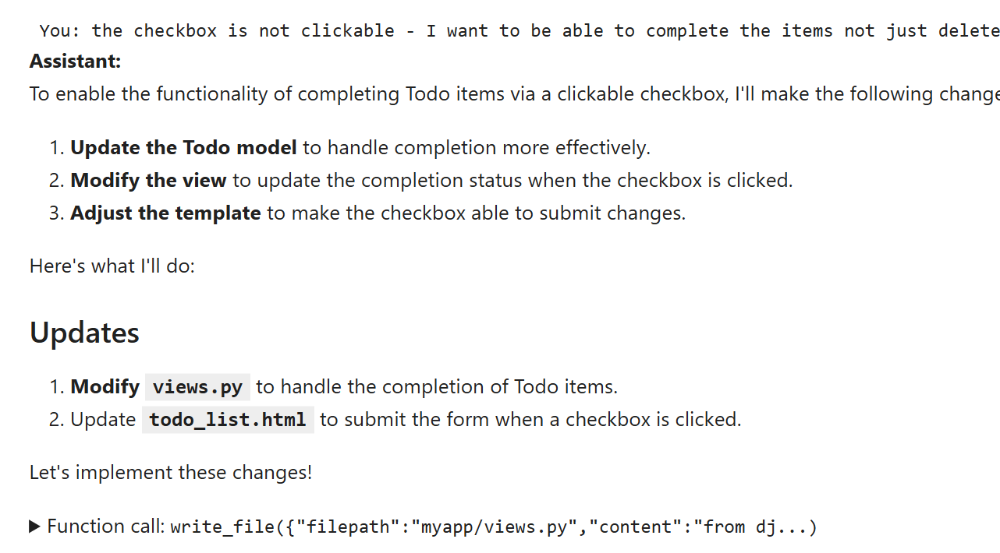 You: the checkbox is not clickable - I want to be able to complete the items not just delete
Assistant:
To enable the functionality of completing Todo items via a clickable checkbox, I'll make the following change
1. Update the Todo model to handle completion more effectively.
2. Modify the view to update the completion status when the checkbox is clicked.
3. Adjust the template to make the checkbox able to submit changes.
Here's what I'll do:
Updates
1. Modify views.py to handle the completion of Todo items.
2. Update todo_list.html to submit the form when a checkbox is clicked.
Let's implement these changes!
▶ Function call: write_file({"filepath":"myapp/views.py","content":"from dj...)